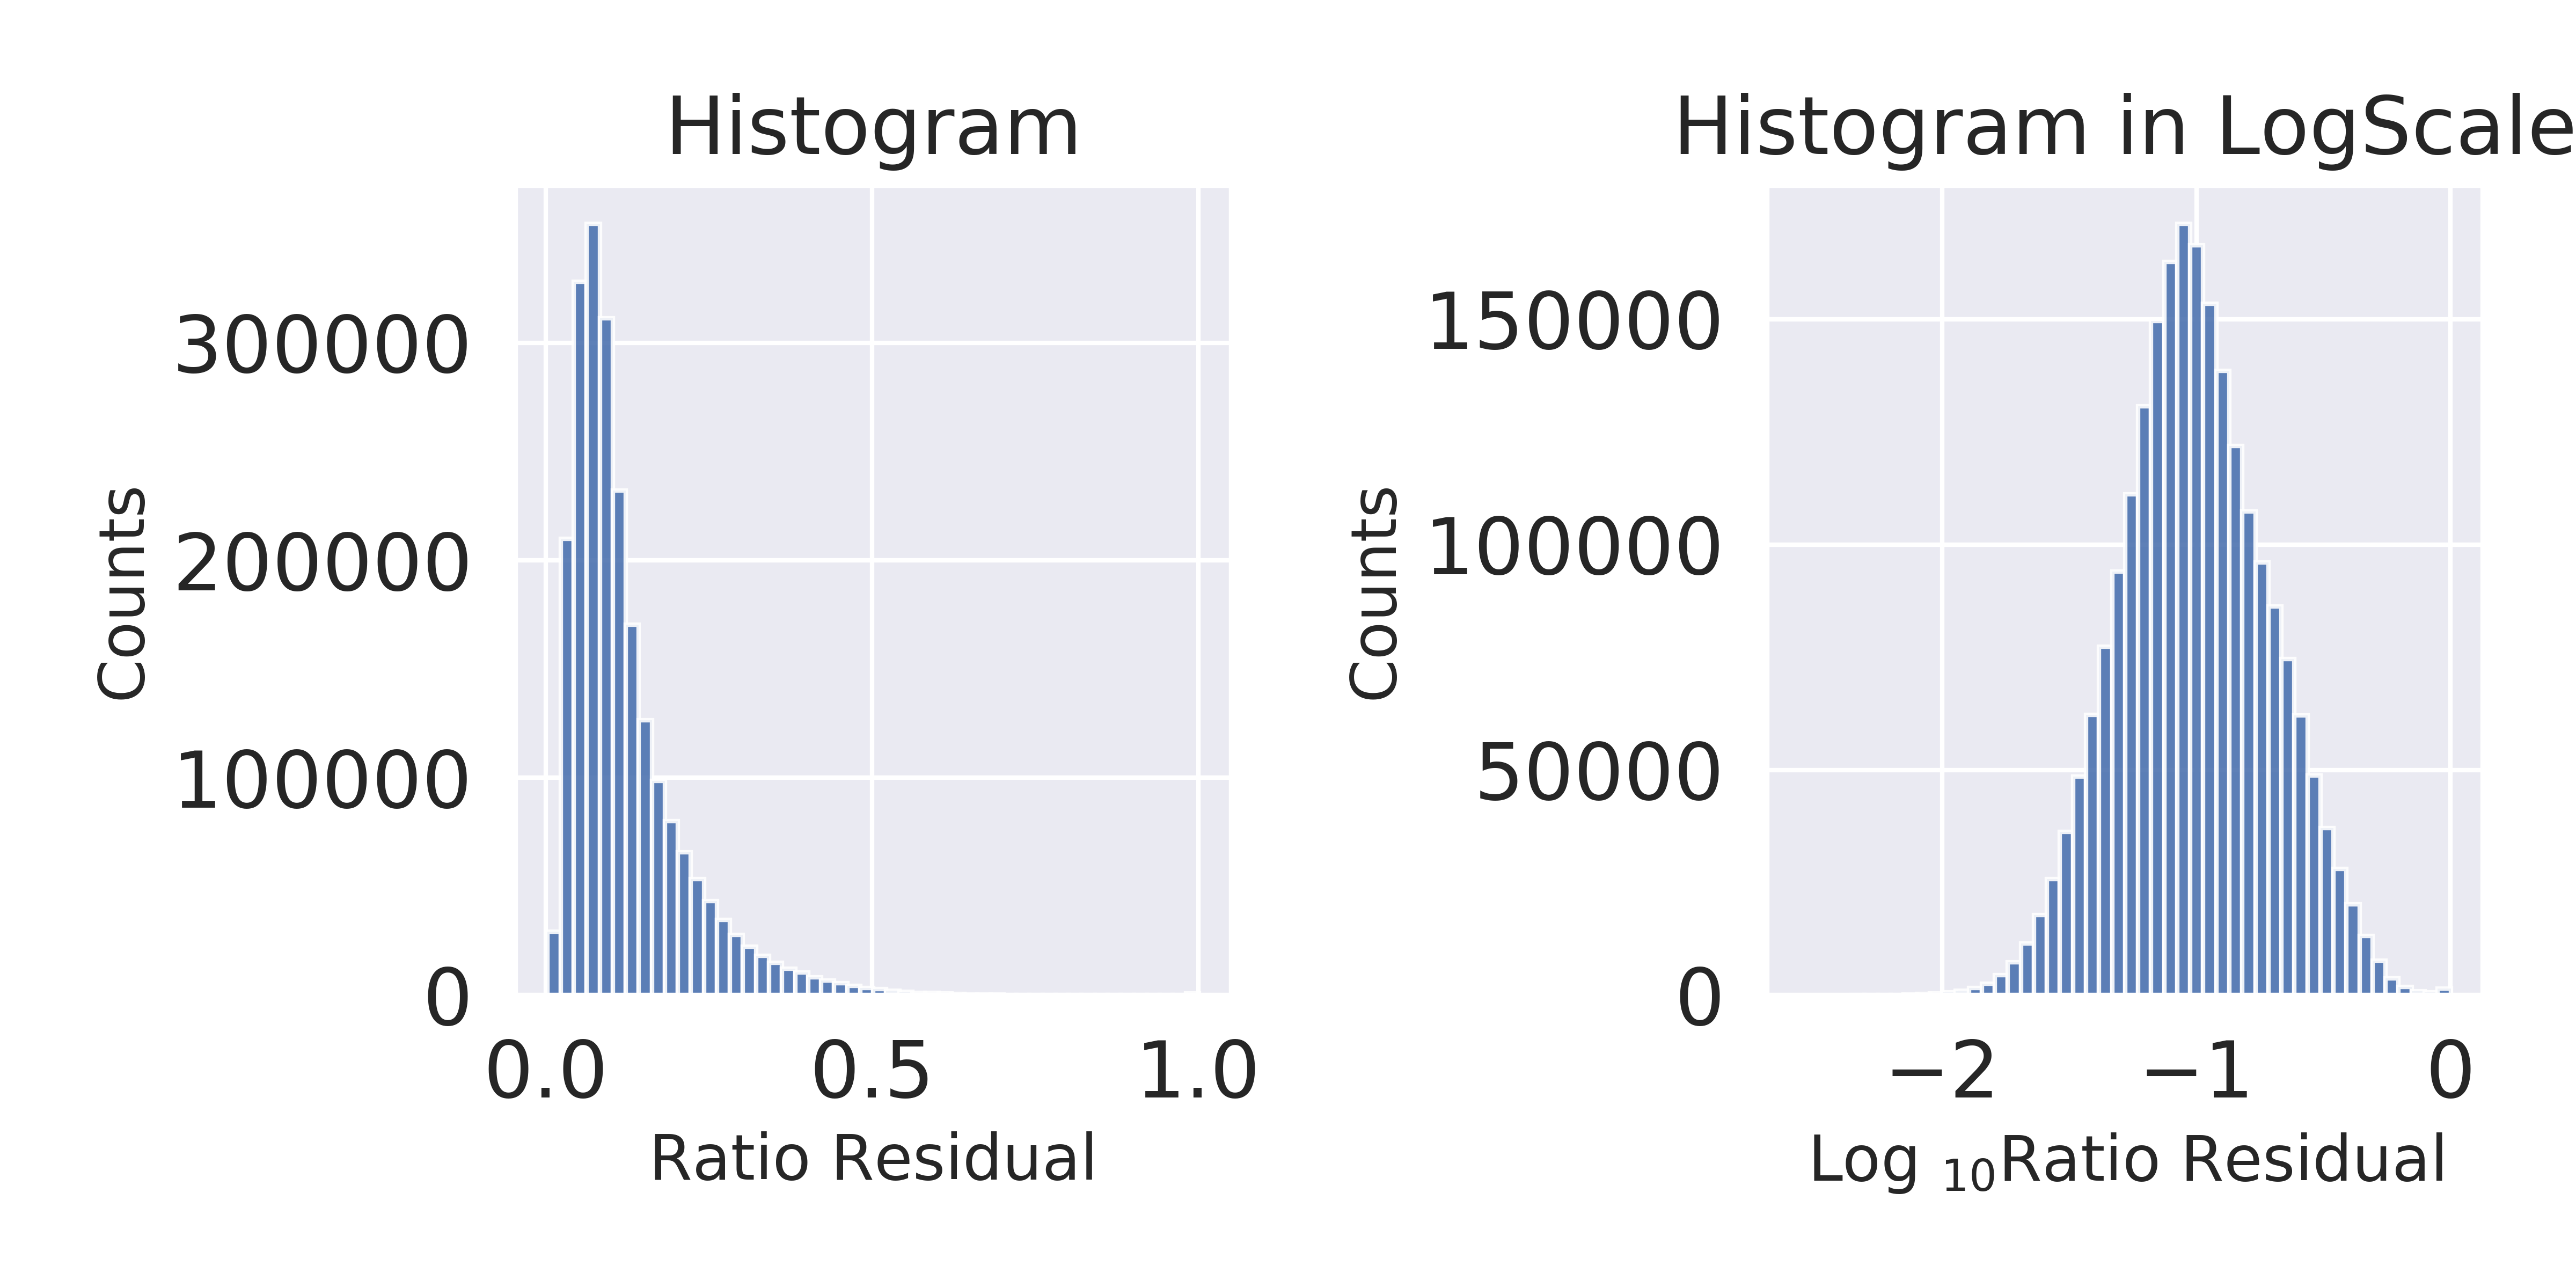 Histogram
Histogram in LogScale
Counts
300000
200000
100000
0
0.0 0.5 1.0
Ratio Residual
Counts
150000
100000
50000
0
−2 −1 0
Log 10Ratio Residual